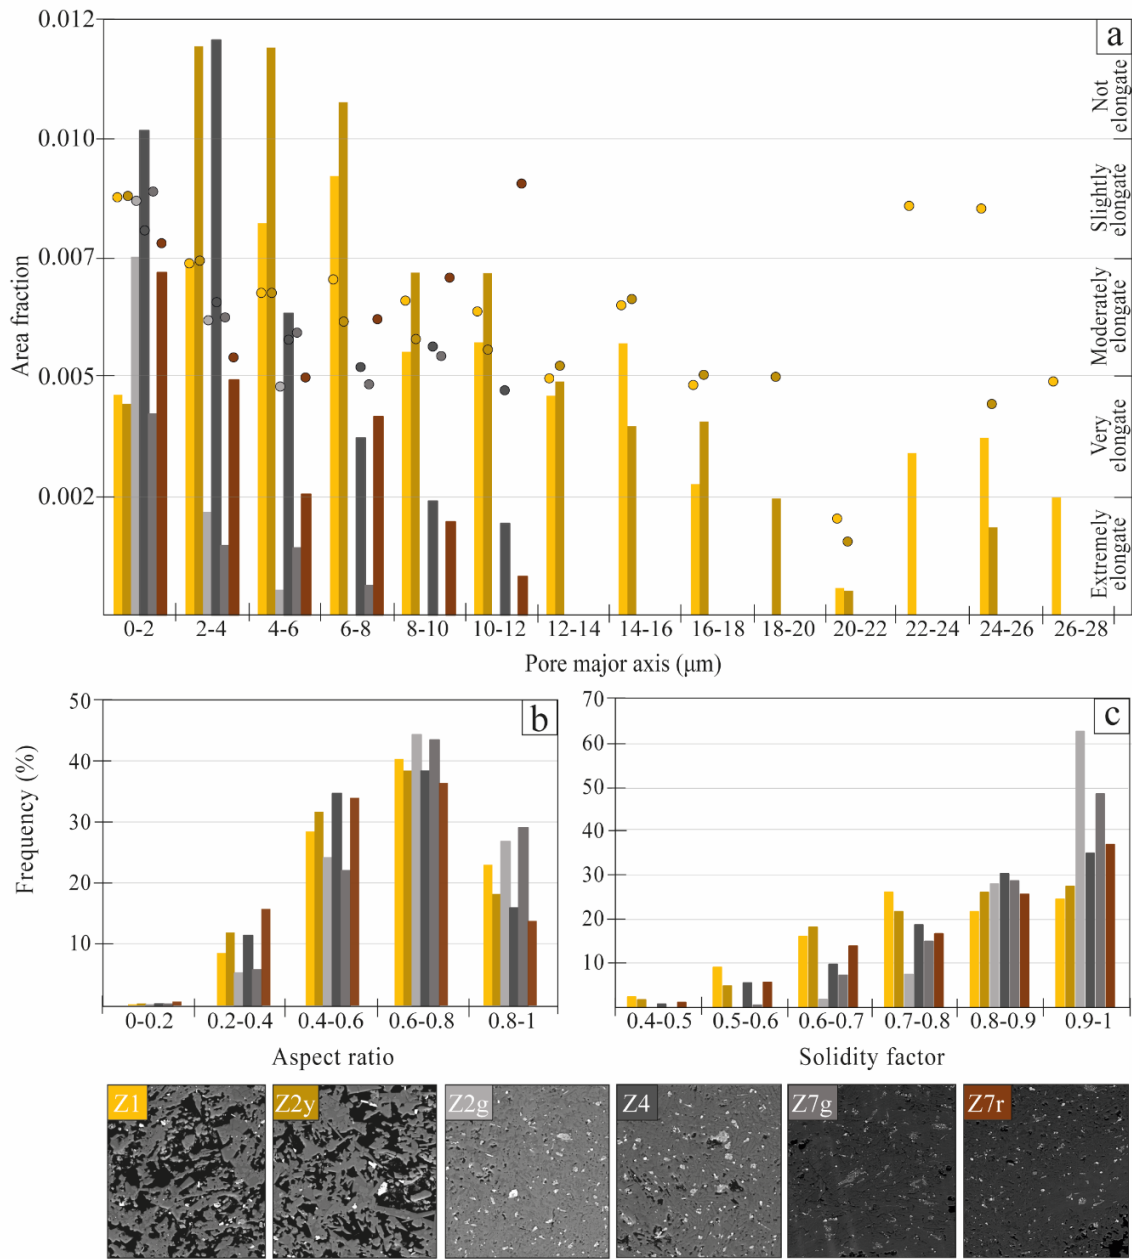 a
0.012
0.010
0.007
0.005
0.002
Area fraction
Not
elongate
Slightly
elongate
Moderately
elongate
Very
elongate
Extremely
elongate
0-2 2-4 4-6 6-8 8-10 10-12 12-14 14-16 16-18 18-20 20-22 22-24 24-26 26-28
Pore major axis (μm)
b
50
40
30
20
10
Frequency (%)
0-0.2 0.2-0.4 0.4-0.6 0.6-0.8 0.8-1
Aspect ratio
c
70
60
50
40
30
20
10
0.4-0.5 0.5-0.6 0.6-0.7 0.7-0.8 0.8-0.9 0.9-1
Solidity factor
Z1 Z2y Z2g Z4 Z7g Z7r